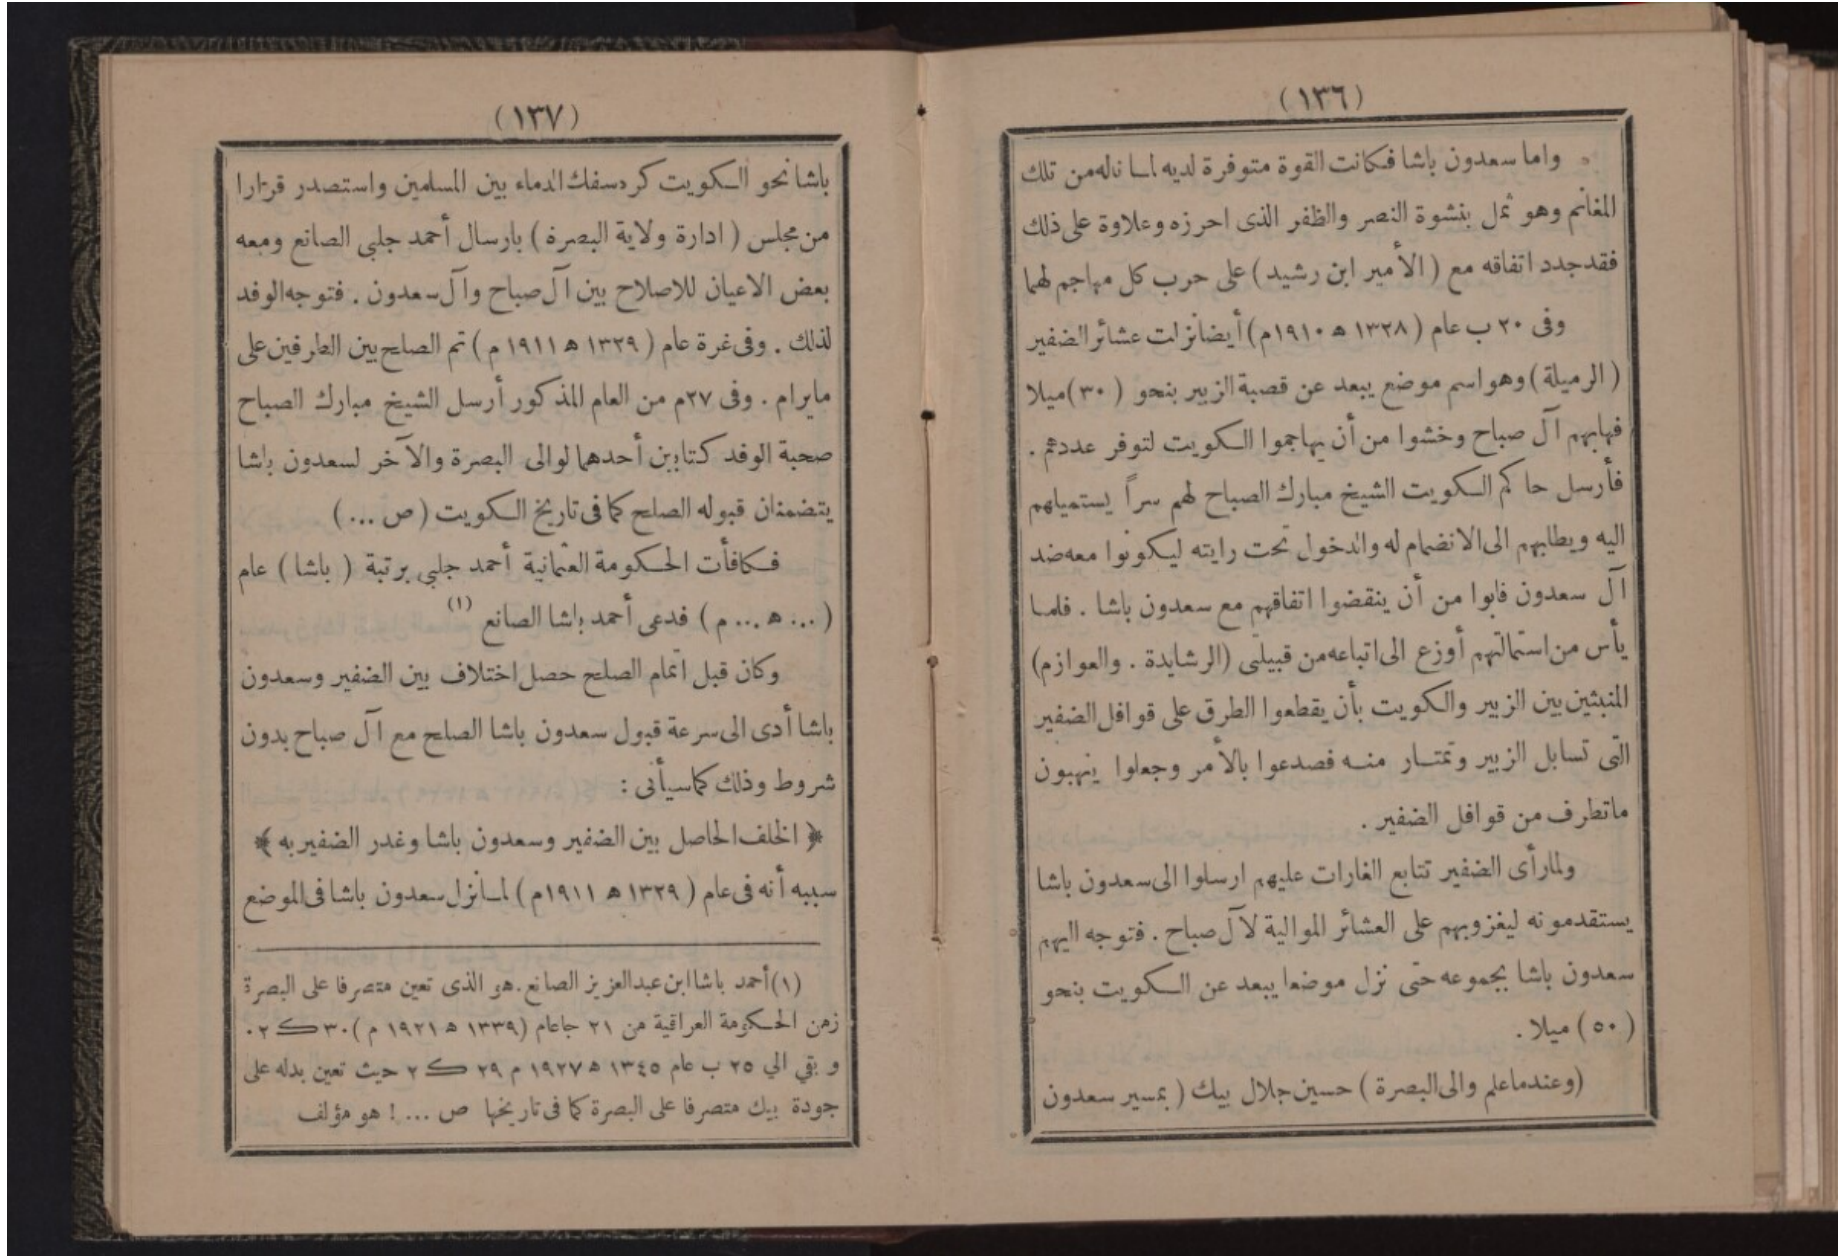 (١٣٦)
واما سعدون باشا فكانت القوة متوفرة لديه لما ناله من تلك
المغانم وهو ثمل بنشوة النصر والظفر الذى احرزه وعلاوة على ذلك
فقد جدد اتفاقه مع (الأمير ابن رشيد) على حرب كل مهاجم لهما
وفى ٢٠ ب عام (١٣٢٨ ه ١٩١٠م) أيضا نزلت عشائر الضفير
(الرميلة) وهو اسم موضع يبعد عن قصبة الزبير بنحو (٣٠) ميلا
فهابهم آل صباح وخشوا من أن يهاجموا الكويت لتوفر عددهم .
فأرسل حاكم الكويت الشيخ مبارك الصباح لهم سراً يستميلهم
اليه ويطلبهم الى الانضمام له والدخول تحت رايته ليكونوا معه ضد
آل سعدون فابوا من أن ينقضوا اتفاقهم مع سعدون باشا . فلما
يأس من استمالتهم أوزع الى اتباعه من قبيلتى (الرشايدة . والعوازم)
المنبثين بين الزبير والكويت بأن يقطعوا الطرق على قوافل الضفير
التى تسابل الزبير وتمتار منه فصدعوا بالأمر وجعلوا ينهبون
ماتطرف من قوافل الضفير .
ولما رأى الضفير تتابع الغارات عليهم ارسلوا الى سعدون باشا
يستقدمونه ليغزو بهم على العشائر الموالية لآل صباح . فتوجه اليهم
سعدون باشا بجموعه حتى نزل موضعا يبعد عن الكويت بنحو
(٥٠) ميلا .
(وعندما علم والى البصرة) حسين جلال بيك (بمسير سعدون
(١٣٧)
باشا نحو الكويت كره سفك الدماء بين المسلمين واستصدر قرارا
من مجلس (ادارة ولاية البصرة) بارسال أحمد جلبى الصانع ومعه
بعض الاعيان للاصلاح بين آل صباح وآل سعدون . فتوجه الوفد
لذلك . وفى غرة عام (١٣٢٩ ه ١٩١١ م) تم الصلح بين الطرفين على
مايرام . وفى ٢٧م من العام المذكور أرسل الشيخ مبارك الصباح
صحبة الوفد كتابين أحدهما لوالى البصرة والآخر لسعدون باشا
يتضمنان قبوله الصلح كما فى تاريخ الكويت (ص ...)
فكافأت الحكومة العثمانية أحمد جلبي برتبة (باشا) عام
(... ه ... م) فدعى أحمد باشا الصانع (١)
وكان قبل اتمام الصلح حصل اختلاف بين الضفير وسعدون
باشا أدى الى سرعة قبول سعدون باشا الصلح مع آل صباح بدون
شروط وذلك كما سيأتى :
﴿ الخلف الحاصل بين الضفير وسعدون باشا وغدر الضفير به ﴾
سببه أنه فى عام (١٣٢٩ ه ١٩١١م) لما نزل سعدون باشا فى الموضع
(١) أحمد باشا ابن عبدالعزيز الصانع . هو الذى تعين متصرفا على البصرة
زمن الحكومة العراقية من ٢١ جا عام (١٣٣٩ ه ١٩٢١ م) ٣٠ ك ٢ .
و بقي الي ٢٥ ب عام ١٣٤٥ ه ١٩٢٧ م ٢٩ ك ٢ حيث تعين بدله على
جودة بيك متصرفا على البصرة كما فى تاريخها ص ... ! هو مؤلف